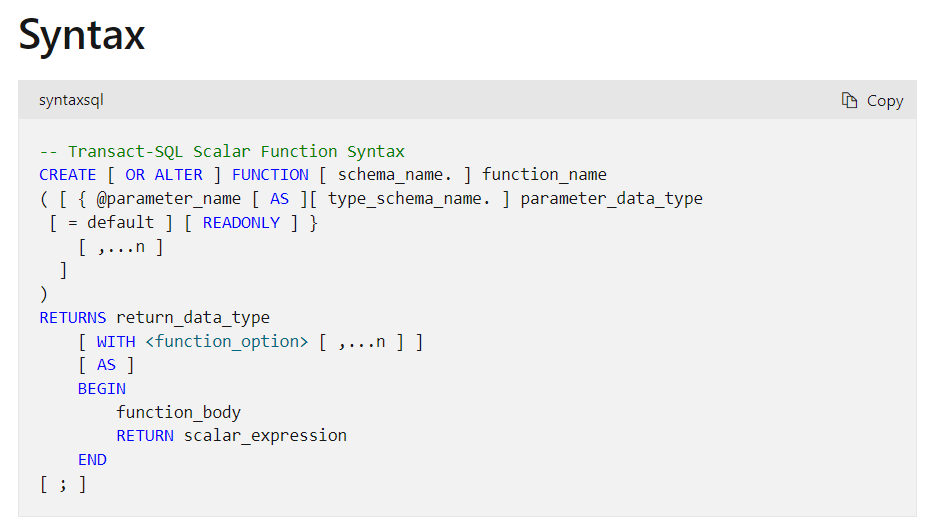 Syntax
syntaxsql
Copy
-- Transact-SQL Scalar Function Syntax
CREATE [ OR ALTER ] FUNCTION [ schema_name. ] function_name
( [ { @parameter_name [ AS ][ type_schema_name. ] parameter_data_type
 [ = default ] [ READONLY ] }
    [ ,...n ]
  ]
)
RETURNS return_data_type
    [ WITH <function_option> [ ,...n ] ]
    [ AS ]
    BEGIN
        function_body
        RETURN scalar_expression
    END
[ ; ]